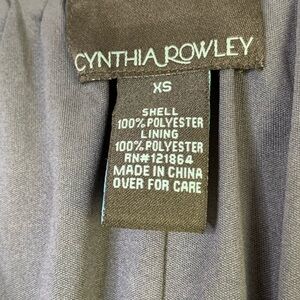 CYNTHIA ROWLEY
XS
SHELL
100% POLYESTER
LINING
100% POLYESTER
RN#121864
MADE IN CHINA
OVER FOR CARE